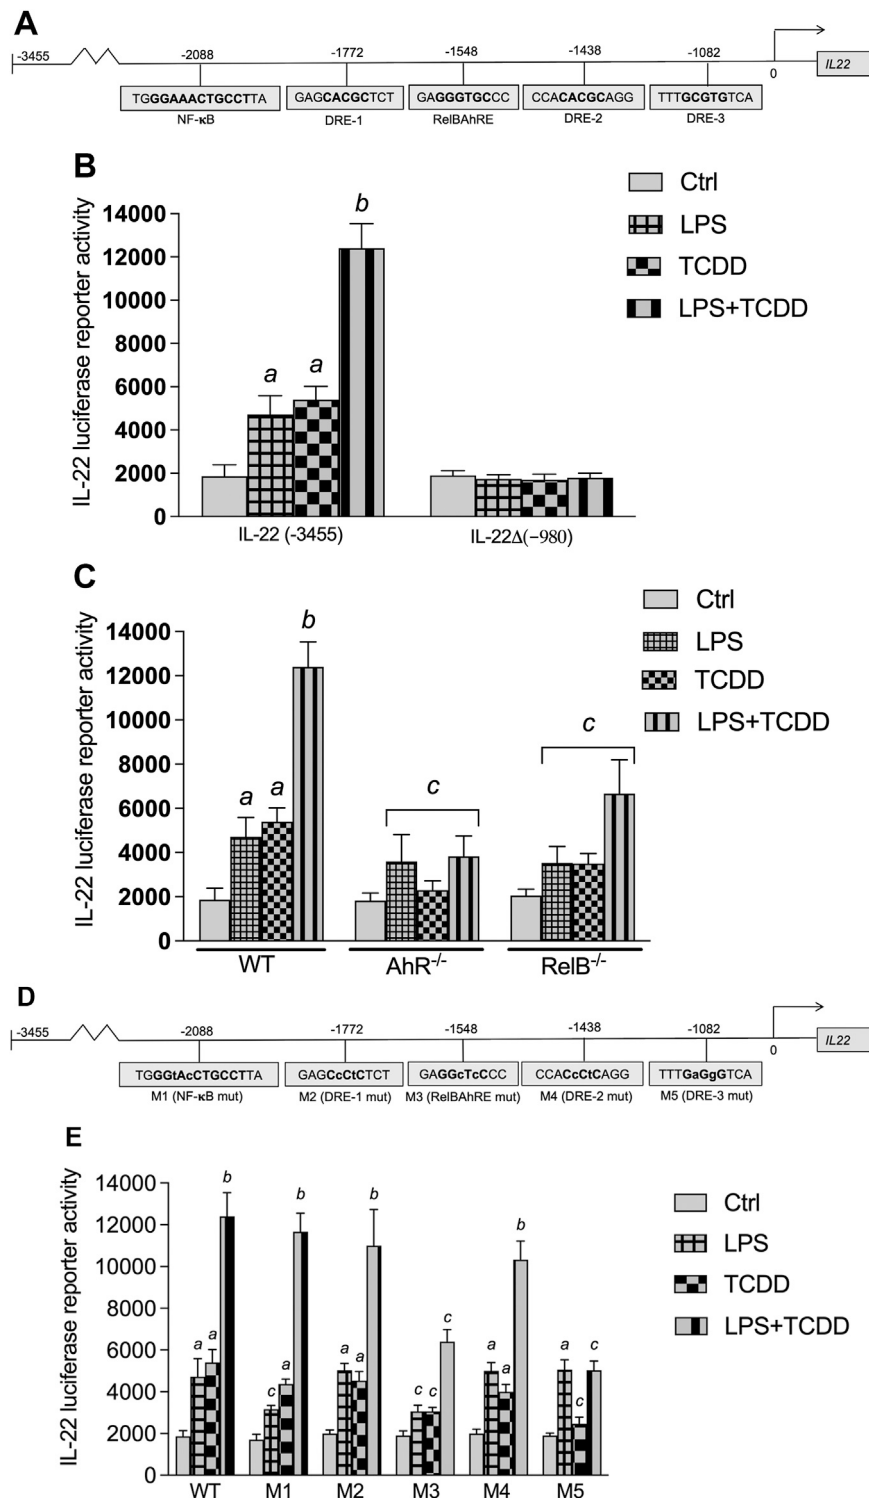 A
-3455 -2088 -1772 -1548 -1438 -1082 0 IL22
TGGGAAACTGCCTTA GAGCACGCTCT GAGGGTGCCC CCACACGCAGG TTTGCGTGTCA
NF-κB DRE-1 RelBAhRE DRE-2 DRE-3
B
IL-22 luciferase reporter activity
14000
12000
10000
8000
6000
4000
2000
0
a a b
IL-22 (-3455) IL-22Δ(−980)
Ctrl
LPS
TCDD
LPS+TCDD
C
IL-22 luciferase reporter activity
14000
12000
10000
8000
6000
4000
2000
0
a a b c c
WT AhR-/- RelB-/-
Ctrl
LPS
TCDD
LPS+TCDD
D
-3455 -2088 -1772 -1548 -1438 -1082 0 IL22
TGGGtAcCTGCCTTA GAGCcCtCTCT GAGGcTcCCC CCACcCtCAGG TTTGaGgGTCA
M1 (NF-κB mut) M2 (DRE-1 mut) M3 (RelBAhRE mut) M4 (DRE-2 mut) M5 (DRE-3 mut)
E
IL-22 luciferase reporter activity
14000
12000
10000
8000
6000
4000
2000
0
a a b c a b a a b c c c a a b a c c
WT M1 M2 M3 M4 M5
Ctrl
LPS
TCDD
LPS+TCDD